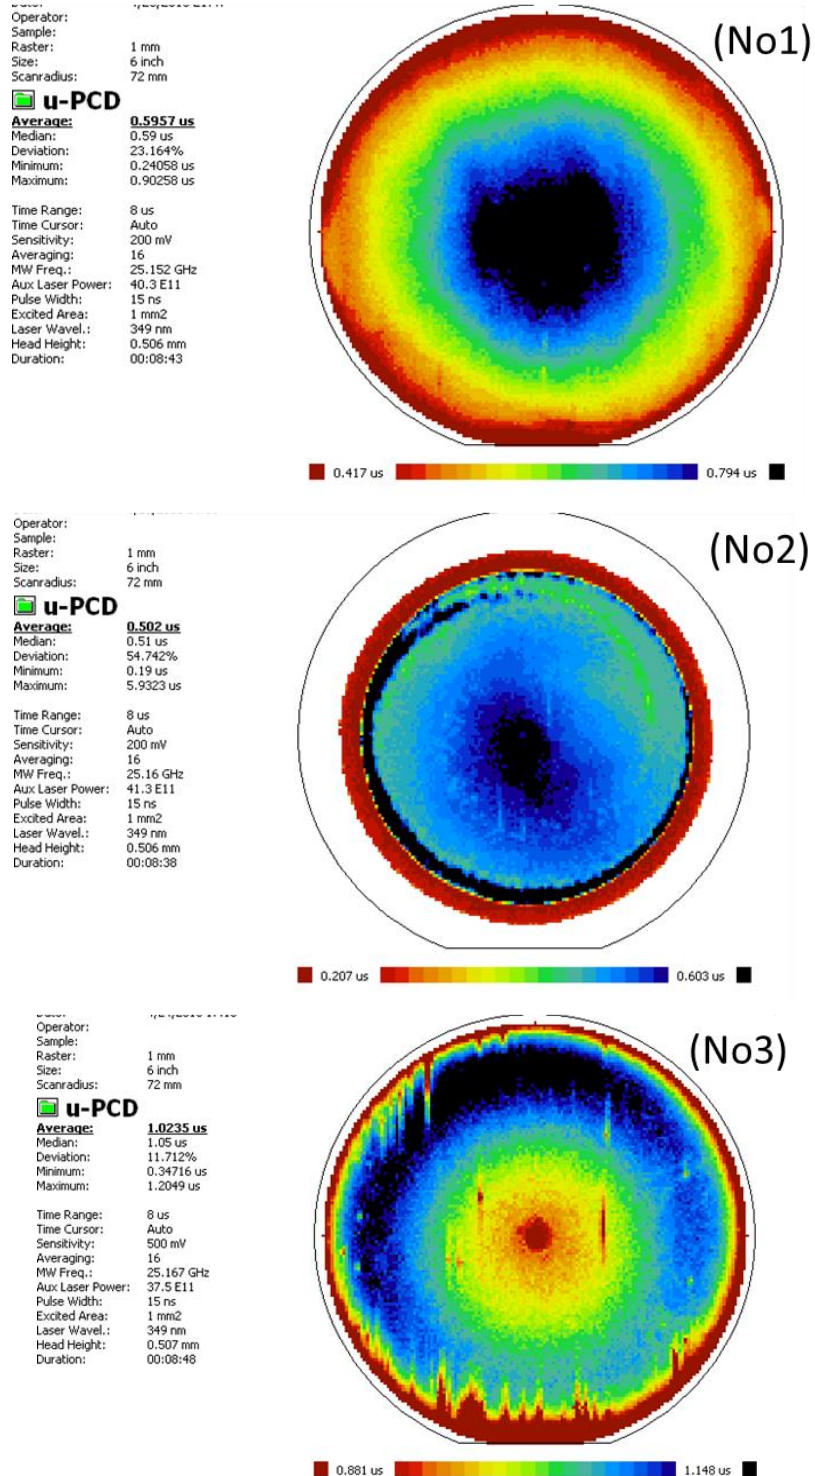 (No1)
Operator:
Sample:
Raster: 1 mm
Size: 6 inch
Scanradius: 72 mm
u-PCD
Average: 0.5957 us
Median: 0.59 us
Deviation: 23.164%
Minimum: 0.24058 us
Maximum: 0.90258 us
Time Range: 8 us
Time Cursor: Auto
Sensitivity: 200 mV
Averaging: 16
MW Freq.: 25.152 GHz
Aux Laser Power: 40.3 E11
Pulse Width: 15 ns
Excited Area: 1 mm2
Laser Wavel.: 349 nm
Head Height: 0.506 mm
Duration: 00:08:43
0.417 us 0.794 us
(No2)
Operator:
Sample:
Raster: 1 mm
Size: 6 inch
Scanradius: 72 mm
u-PCD
Average: 0.502 us
Median: 0.51 us
Deviation: 54.742%
Minimum: 0.19 us
Maximum: 5.9323 us
Time Range: 8 us
Time Cursor: Auto
Sensitivity: 200 mV
Averaging: 16
MW Freq.: 25.16 GHz
Aux Laser Power: 41.3 E11
Pulse Width: 15 ns
Excited Area: 1 mm2
Laser Wavel.: 349 nm
Head Height: 0.506 mm
Duration: 00:08:38
0.207 us 0.603 us
(No3)
Operator:
Sample:
Raster: 1 mm
Size: 6 inch
Scanradius: 72 mm
u-PCD
Average: 1.0235 us
Median: 1.05 us
Deviation: 11.712%
Minimum: 0.34716 us
Maximum: 1.2049 us
Time Range: 8 us
Time Cursor: Auto
Sensitivity: 500 mV
Averaging: 16
MW Freq.: 25.167 GHz
Aux Laser Power: 37.5 E11
Pulse Width: 15 ns
Excited Area: 1 mm2
Laser Wavel.: 349 nm
Head Height: 0.507 mm
Duration: 00:08:48
0.881 us 1.148 us